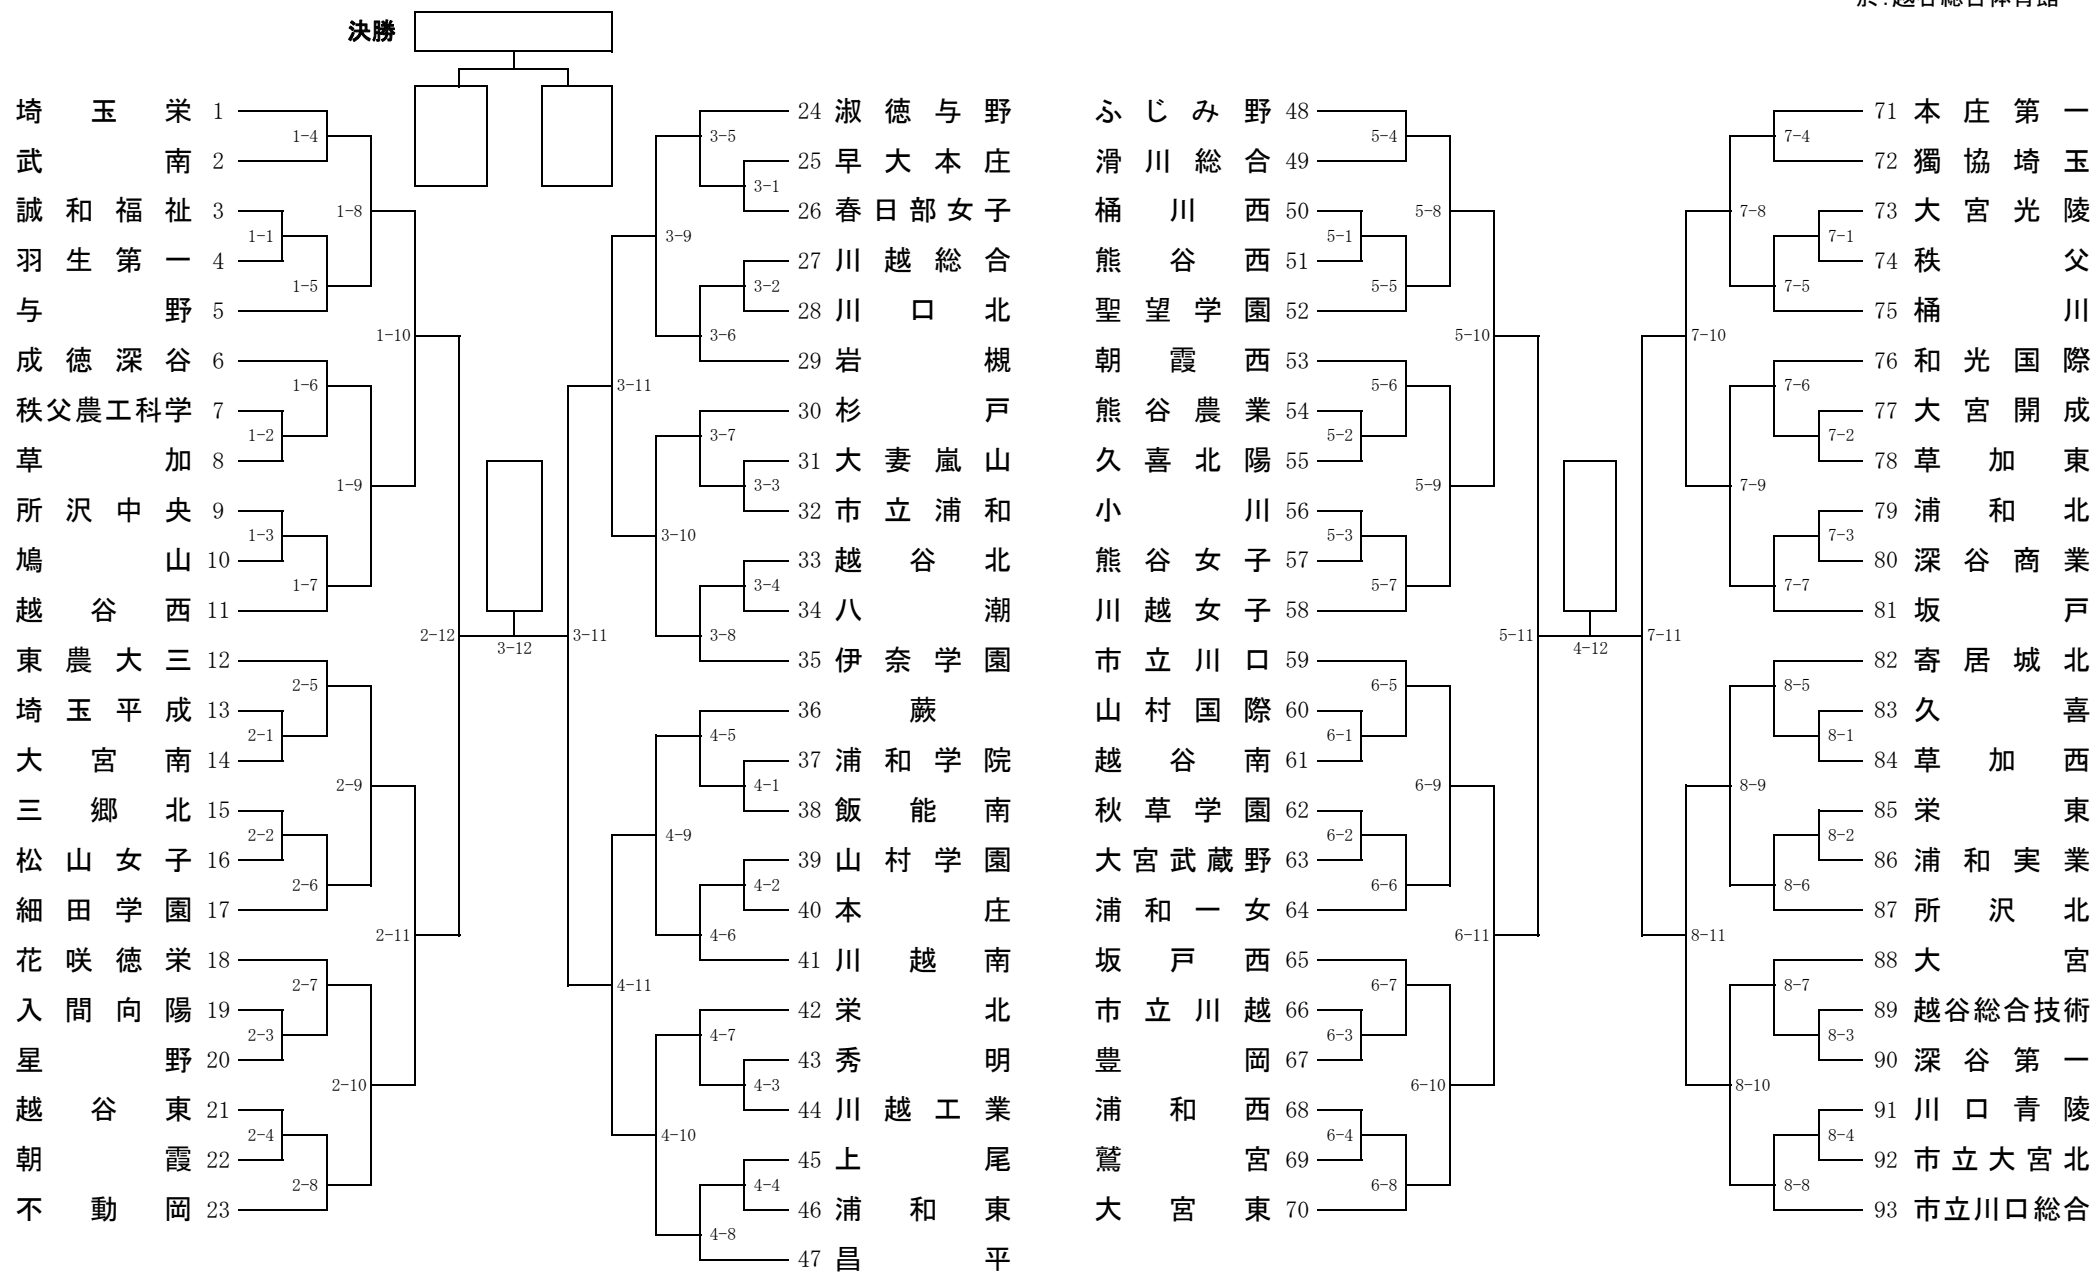 於:越谷総合体育館
決勝
埼玉栄 1
武南 2
誠和福祉 3
羽生第一 4
与野 5
成徳深谷 6
秩父農工科学 7
草加 8
所沢中央 9
鳩山 10
越谷西 11
東農大三 12
埼玉平成 13
大宮南 14
三郷北 15
松山女子 16
細田学園 17
花咲徳栄 18
入間向陽 19
星野 20
越谷東 21
朝霞 22
不動岡 23
1-4
1-8
1-1
1-5
1-10
1-6
1-2
1-9
1-3
1-7
2-12
2-5
2-1
2-9
2-2
2-6
2-11
2-7
2-3
2-10
2-4
2-8
3-12
3-11
3-5
3-1
3-9
3-2
3-6
3-11
3-7
3-3
3-10
3-4
3-8
4-5
4-1
4-9
4-2
4-6
4-11
4-7
4-3
4-10
4-4
4-8
24 淑徳与野
25 早大本庄
26 春日部女子
27 川越総合
28 川口北
29 岩槻
30 杉戸
31 大妻嵐山
32 市立浦和
33 越谷北
34 八潮
35 伊奈学園
36 蕨
37 浦和学院
38 飯能南
39 山村学園
40 本庄
41 川越南
42 栄北
43 秀明
44 川越工業
45 上尾
46 浦和東
47 昌平
ふじみ野 48
滑川総合 49
桶川西 50
熊谷西 51
聖望学園 52
朝霞西 53
熊谷農業 54
久喜北陽 55
小川 56
熊谷女子 57
川越女子 58
市立川口 59
山村国際 60
越谷南 61
秋草学園 62
大宮武蔵野 63
浦和一女 64
坂戸西 65
市立川越 66
豊岡 67
浦和西 68
鷲宮 69
大宮東 70
5-4
5-8
5-1
5-5
5-10
5-6
5-2
5-9
5-3
5-7
5-11
6-5
6-1
6-9
6-2
6-6
6-11
6-7
6-3
6-10
6-4
6-8
4-12
7-11
7-4
7-8
7-1
7-5
7-10
7-6
7-2
7-9
7-3
7-7
8-5
8-1
8-9
8-2
8-6
8-11
8-7
8-3
8-10
8-4
8-8
71 本庄第一
72 獨協埼玉
73 大宮光陵
74 秩父
75 桶川
76 和光国際
77 大宮開成
78 草加東
79 浦和北
80 深谷商業
81 坂戸
82 寄居城北
83 久喜
84 草加西
85 栄東
86 浦和実業
87 所沢北
88 大宮
89 越谷総合技術
90 深谷第一
91 川口青陵
92 市立大宮北
93 市立川口総合